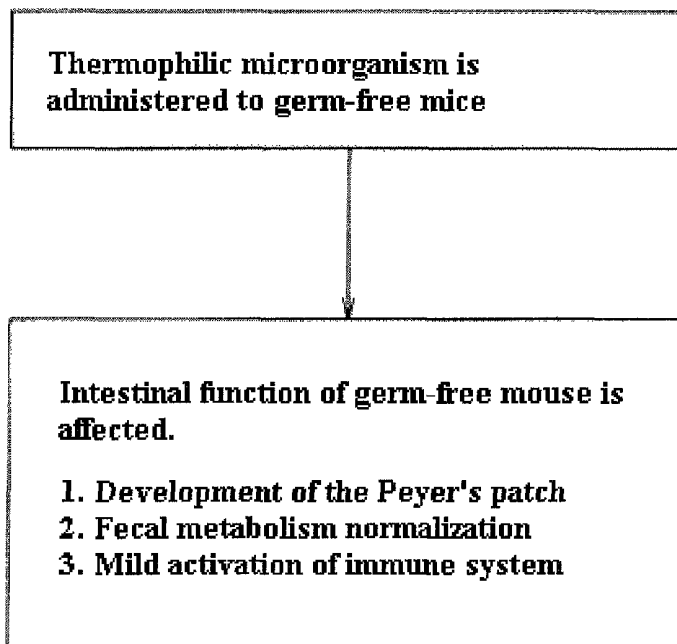 Thermophilic microorganism is
administered to germ-free mice
Intestinal function of germ-free mouse is
affected.
1. Development of the Peyer's patch
2. Fecal metabolism normalization
3. Mild activation of immune system